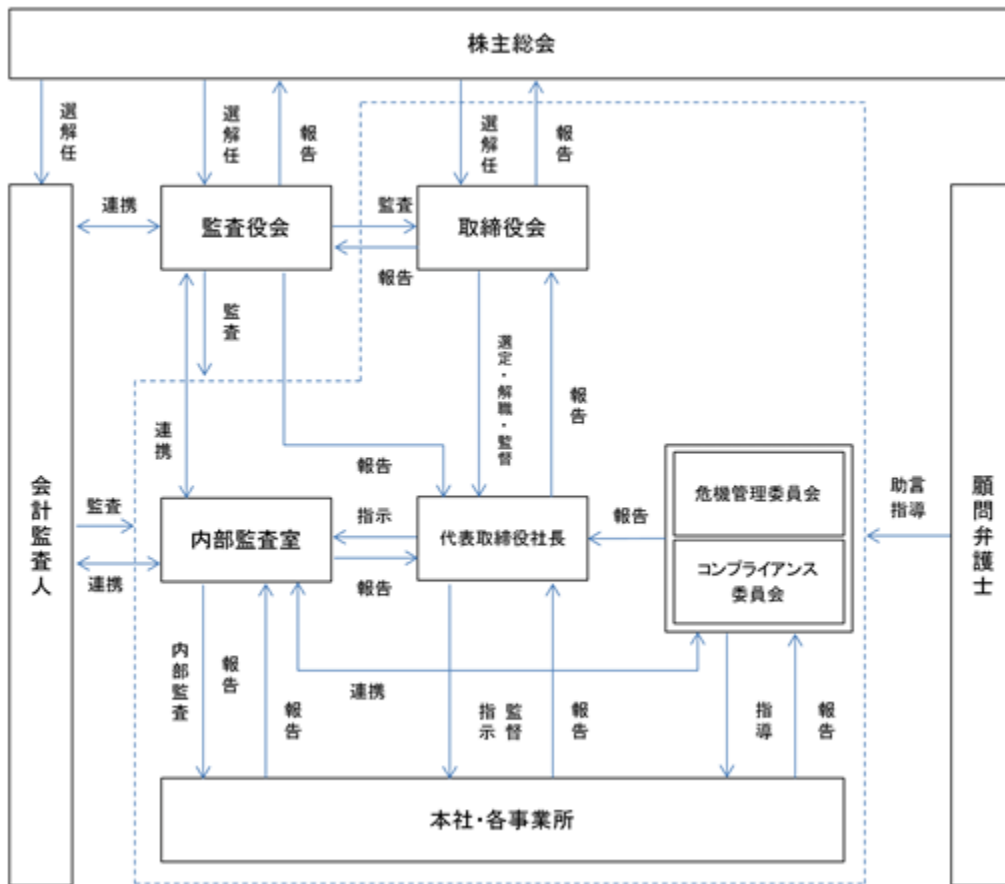 株主総会
選解任
選解任
報告
選解任
報告
連携
監査役会
監査
取締役会
報告
監査
連携
選定・解職・監督
報告
報告
会計監査人
監査
連携
内部監査室
指示
報告
代表取締役社長
報告
危機管理委員会
コンプライアンス
委員会
助言
指導
顧問弁護士
内部監査
報告
報告
連携
指示
監督
報告
指導
報告
本社・各事業所